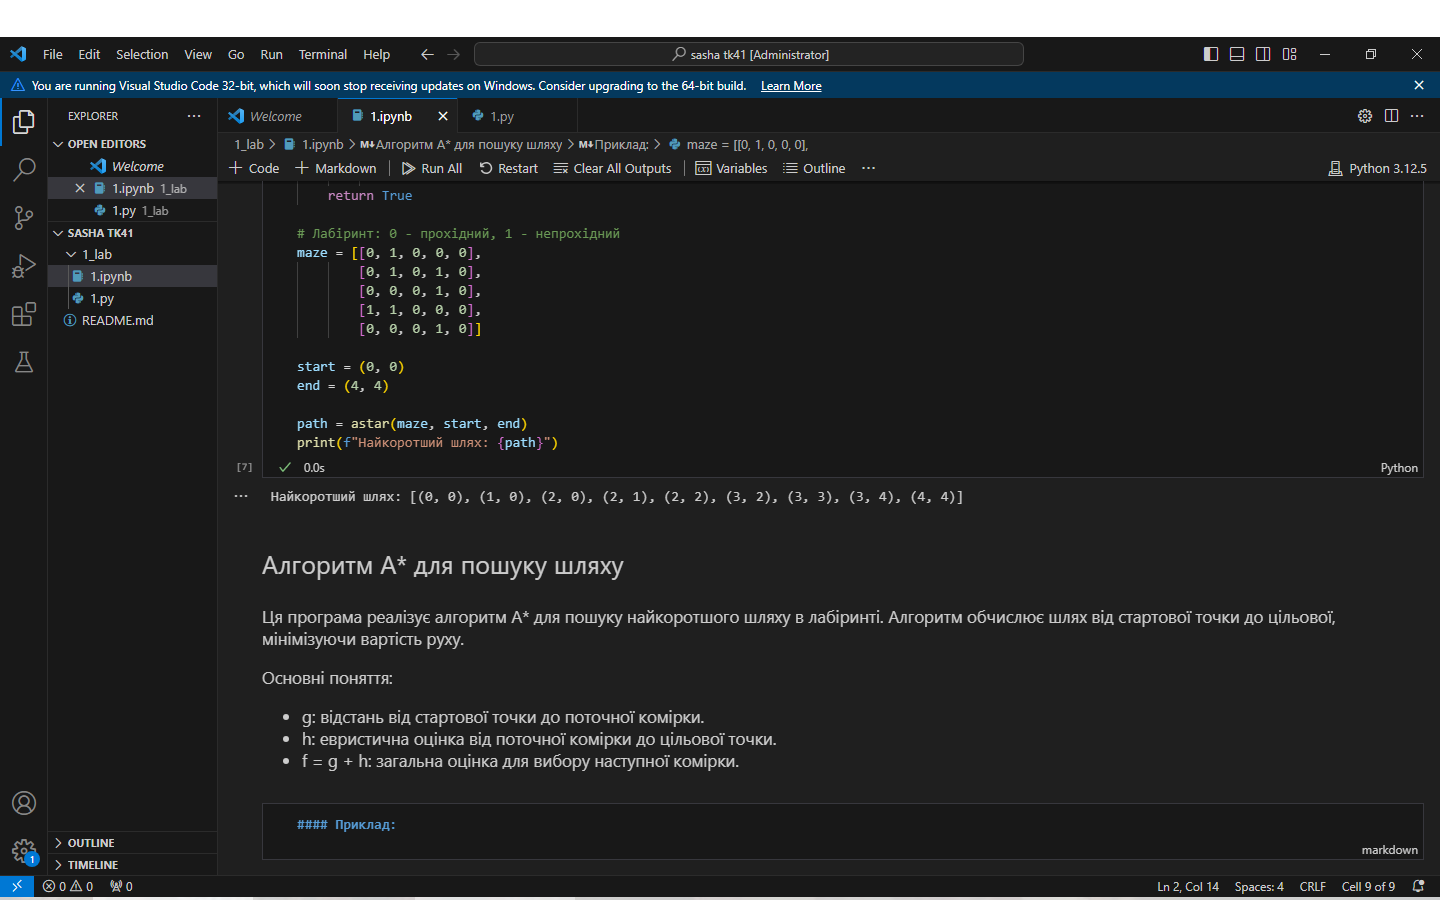 File Edit Selection View Go Run Terminal Help sasha tk41 [Administrator]
You are running Visual Studio Code 32-bit, which will soon stop receiving updates on Windows. Consider upgrading to the 64-bit build. Learn More
EXPLORER
OPEN EDITORS
Welcome
1.ipynb 1_lab
1.py 1_lab
SASHA TK41
1_lab
1.ipynb
1.py
README.md
OUTLINE
TIMELINE
Welcome 1.ipynb 1.py
1_lab > 1.ipynb > M↓Алгоритм A* для пошуку шляху > M↓Приклад: > maze = [[0, 1, 0, 0, 0],
+ Code + Markdown Run All Restart Clear All Outputs Variables Outline ... Python 3.12.5
return True
# Лабіринт: 0 - прохідний, 1 - непрохідний
maze = [[0, 1, 0, 0, 0],
[0, 1, 0, 1, 0],
[0, 0, 0, 1, 0],
[1, 1, 0, 0, 0],
[0, 0, 0, 1, 0]]
start = (0, 0)
end = (4, 4)
path = astar(maze, start, end)
print(f"Найкоротший шлях: {path}")
[7] 0.0s Python
... Найкоротший шлях: [(0, 0), (1, 0), (2, 0), (2, 1), (2, 2), (3, 2), (3, 3), (3, 4), (4, 4)]
Алгоритм A* для пошуку шляху
Ця програма реалізує алгоритм A* для пошуку найкоротшого шляху в лабіринті. Алгоритм обчислює шлях від стартової точки до цільової,
мінімізуючи вартість руху.
Основні поняття:
• g: відстань від стартової точки до поточної комірки.
• h: евристична оцінка від поточної комірки до цільової точки.
• f = g + h: загальна оцінка для вибору наступної комірки.
#### Приклад:
markdown
1
0 0 0 Ln 2, Col 14 Spaces: 4 CRLF Cell 9 of 9